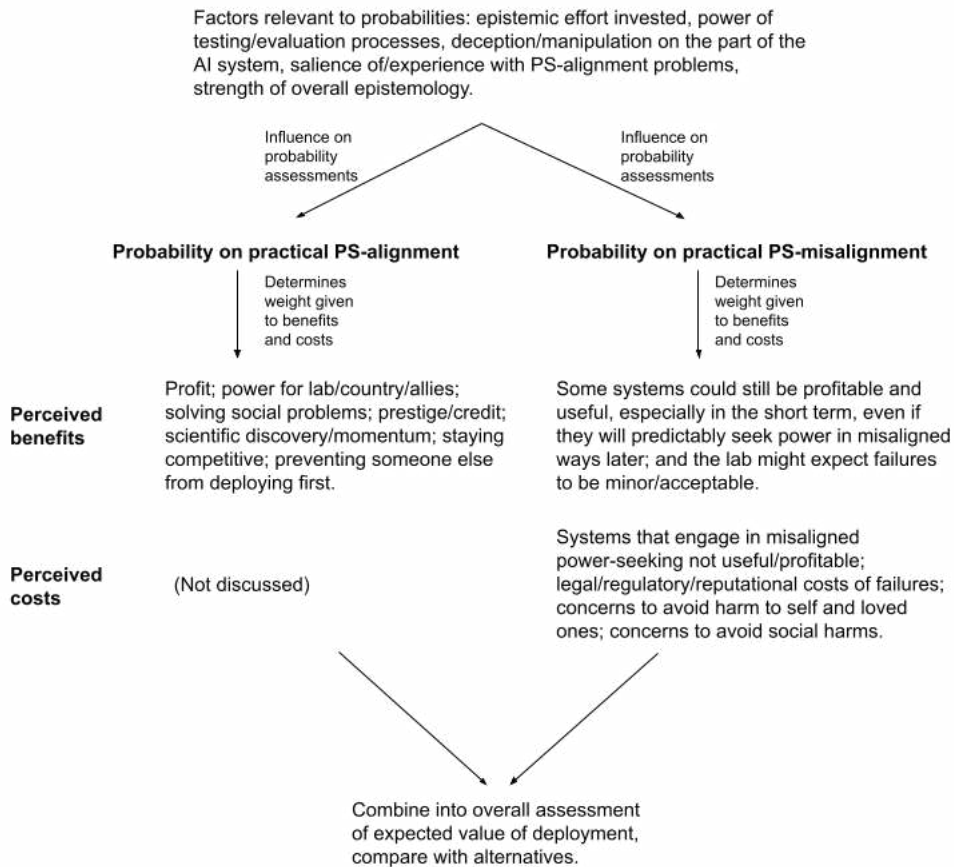 Factors relevant to probabilities: epistemic effort invested, power of
testing/evaluation processes, deception/manipulation on the part of the
AI system, salience of/experience with PS-alignment problems,
strength of overall epistemology.
Influence on
probability
assessments
Influence on
probability
assessments
Probability on practical PS-alignment
Probability on practical PS-misalignment
Determines
weight given
to benefits
and costs
Determines
weight given
to benefits
and costs
Perceived
benefits
Profit; power for lab/country/allies;
solving social problems; prestige/credit;
scientific discovery/momentum; staying
competitive; preventing someone else
from deploying first.
Some systems could still be profitable and
useful, especially in the short term, even if
they will predictably seek power in misaligned
ways later; and the lab might expect failures
to be minor/acceptable.
Perceived
costs
(Not discussed)
Systems that engage in misaligned
power-seeking not useful/profitable;
legal/regulatory/reputational costs of failures;
concerns to avoid harm to self and loved
ones; concerns to avoid social harms.
Combine into overall assessment
of expected value of deployment,
compare with alternatives.